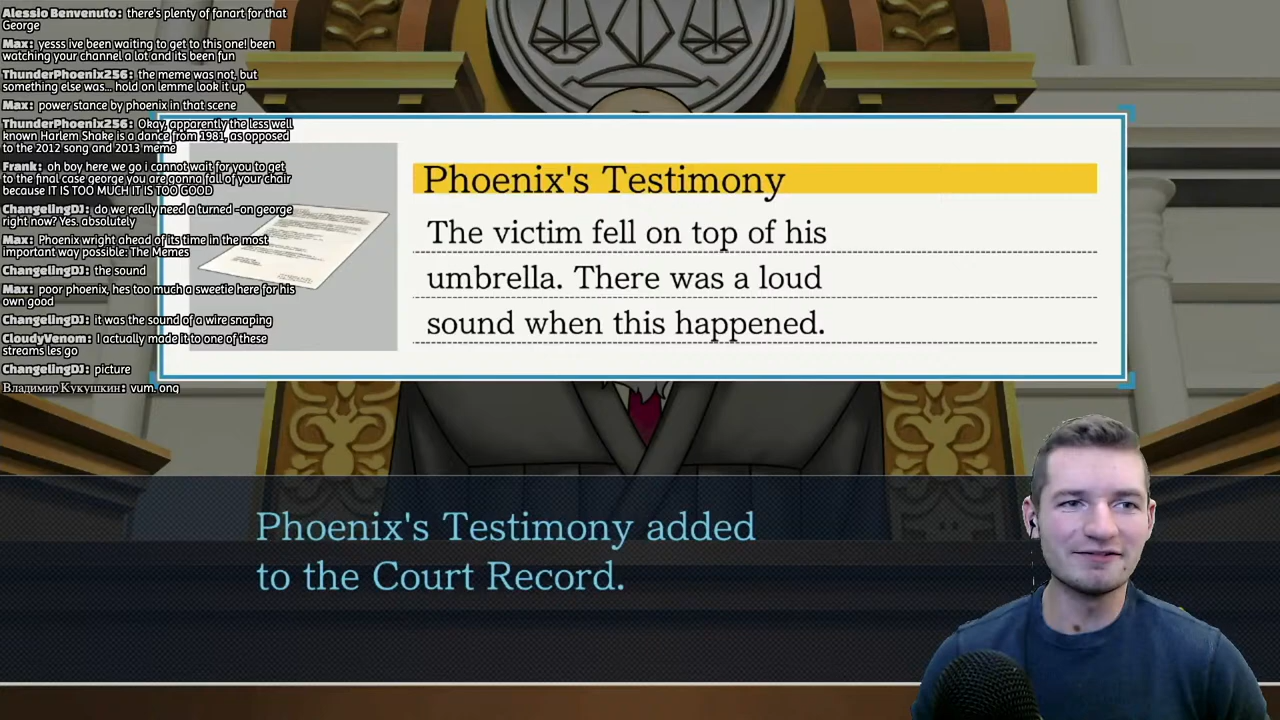 Alessio Benvenuto: there's plenty of fanart for that
George
Max: yesss ive been waiting to get to this one! been
watching your channel a lot and its been fun
ThunderPhoenix256: the meme was not, but
something else was... hold on lemme look it up
Max: power stance by phoenix in that scene
ThunderPhoenix256: Okay, apparently the less well
known Harlem Shake is a dance from 1981, as opposed
to the 2012 song and 2013 meme
Frank: oh boy here we go i cannot wait for you to get
to the final case george you are gonna fall of your chair
because IT IS TOO MUCH IT IS TOO GOOD
ChangelingDJ: do we really need a turned -on george
right now? Yes. absolutely
Max: Phoenix wright ahead of its time in the most
important way possible: The Memes
ChangelingDJ: the sound
Max: poor phoenix, hes too much a sweetie here for his
own good
ChangelingDJ: it was the sound of a wire snaping
CloudyVenom: I actually made it to one of these
streams les go
ChangelingDJ: picture
Владимир Кукушкин: vum. ong
Phoenix's Testimony
The victim fell on top of his
umbrella. There was a loud
sound when this happened.
Phoenix's Testimony added
to the Court Record.